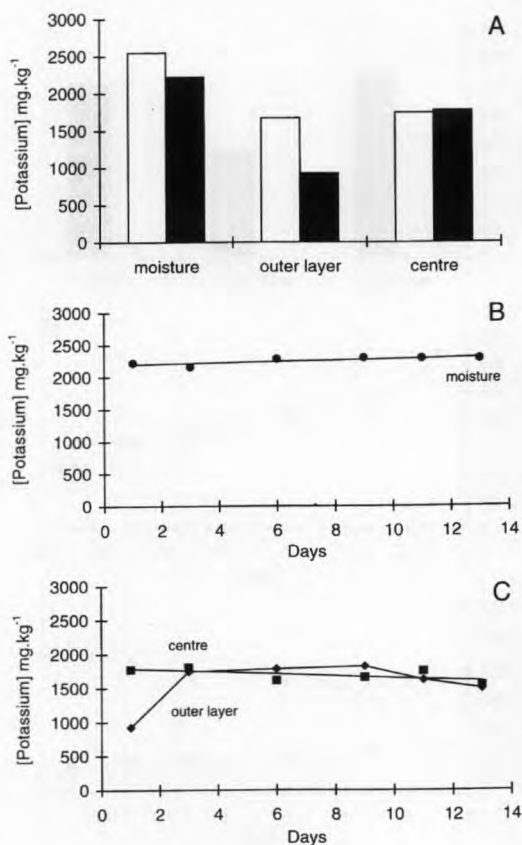 A
[Potassium] mg.kg-1
3000
2500
2000
1500
1000
500
0
moisture outer layer centre
B
[Potassium] mg.kg-1
3000
2500
2000
1500
1000
500
0
moisture
0 2 4 6 8 10 12 14
Days
C
[Potassium] mg.kg-1
3000
2500
2000
1500
1000
500
0
centre
outer layer
0 2 4 6 8 10 12 14
Days